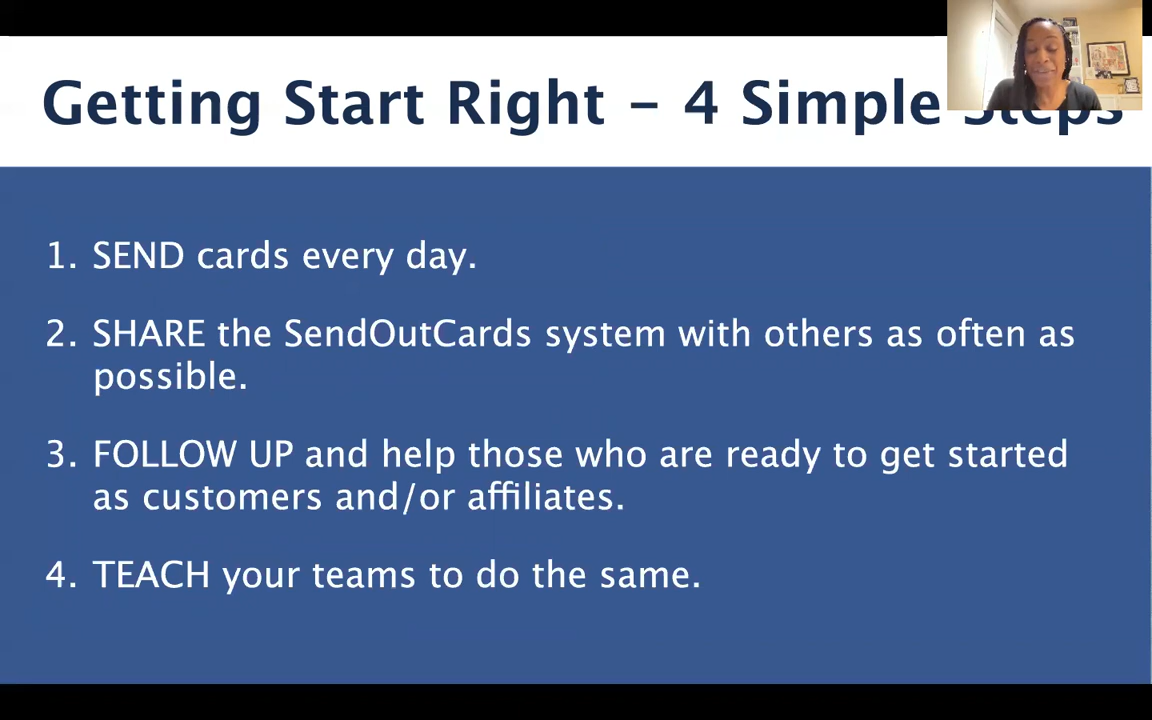 Getting Start Right – 4 Simple Steps
1. SEND cards every day.
2. SHARE the SendOutCards system with others as often as
possible.
3. FOLLOW UP and help those who are ready to get started
as customers and/or affiliates.
4. TEACH your teams to do the same.